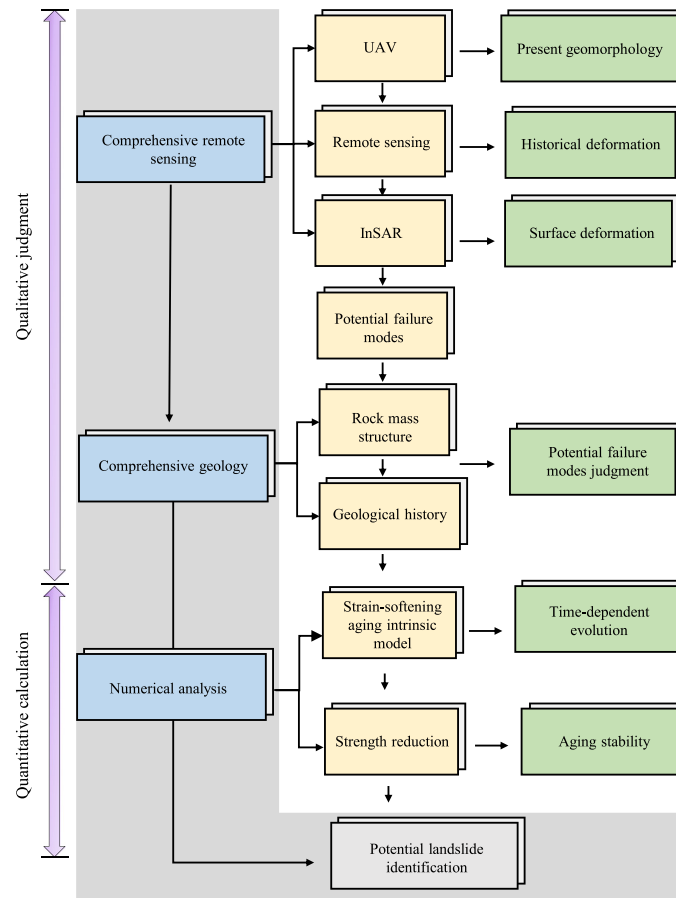 Qualitative judgment
Quantitative calculation
Comprehensive remote
sensing
UAV
Present geomorphology
Remote sensing
Historical deformation
InSAR
Surface deformation
Potential failure
modes
Comprehensive geology
Rock mass
structure
Geological history
Potential failure
modes judgment
Numerical analysis
Strain-softening
aging intrinsic
model
Time-dependent
evolution
Strength reduction
Aging stability
Potential landslide
identification